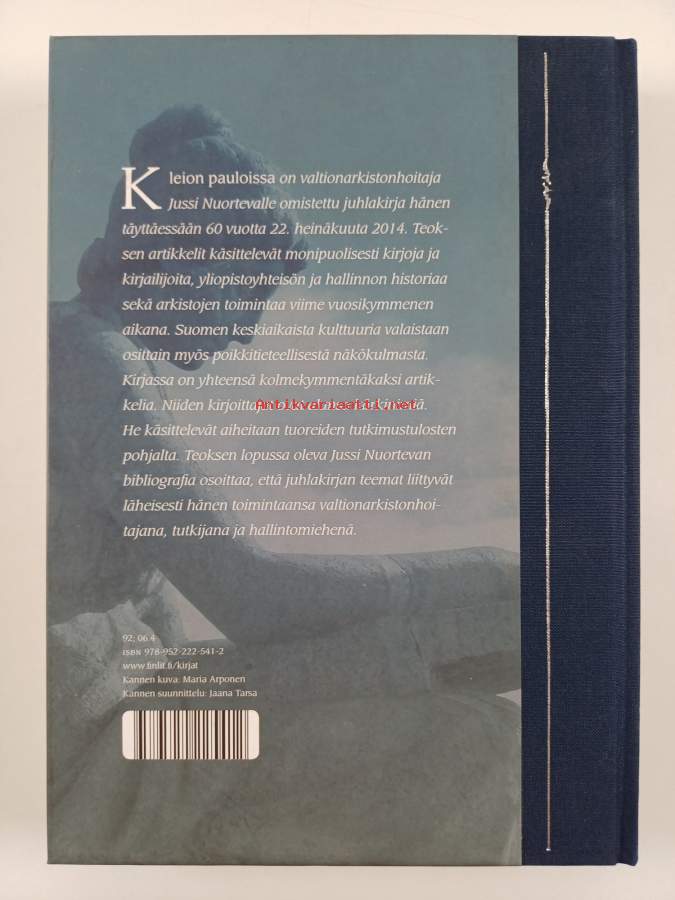 Kleion pauloissa on valtionarkistonhoitaja
Jussi Nuortevalle omistettu juhlakirja hänen
täyttäessään 60 vuotta 22. heinäkuuta 2014. Teok-
sen artikkelit käsittelevät monipuolisesti kirjoja ja
kirjailijoita, yliopistoyhteisön ja hallinnon historiaa
sekä arkistojen toimintaa viime vuosikymmenen
aikana. Suomen keskiaikaista kulttuuria valaistaan
osittain myös poikkitieteellisestä näkökulmasta.
Kirjassa on yhteensä kolmekymmentäkaksi artik-
kelia. Niiden
Antikvariaatti.net
He käsittelevät aiheitaan tuoreiden tutkimustulosten
pohjalta. Teoksen lopussa oleva Jussi Nuortevan
bibliografia osoittaa, että juhlakirjan teemat liittyvät
läheisesti hänen toimintaansa valtionarkistonhoi-
tajana, tutkijana ja hallintomiehenä.
92; 06.4
ISBN 978-952-222-541-2
www.finlit.fi/kirjat
Kannen kuva: Maria Arponen
Kannen suunnittelu: Jaana Tarsa